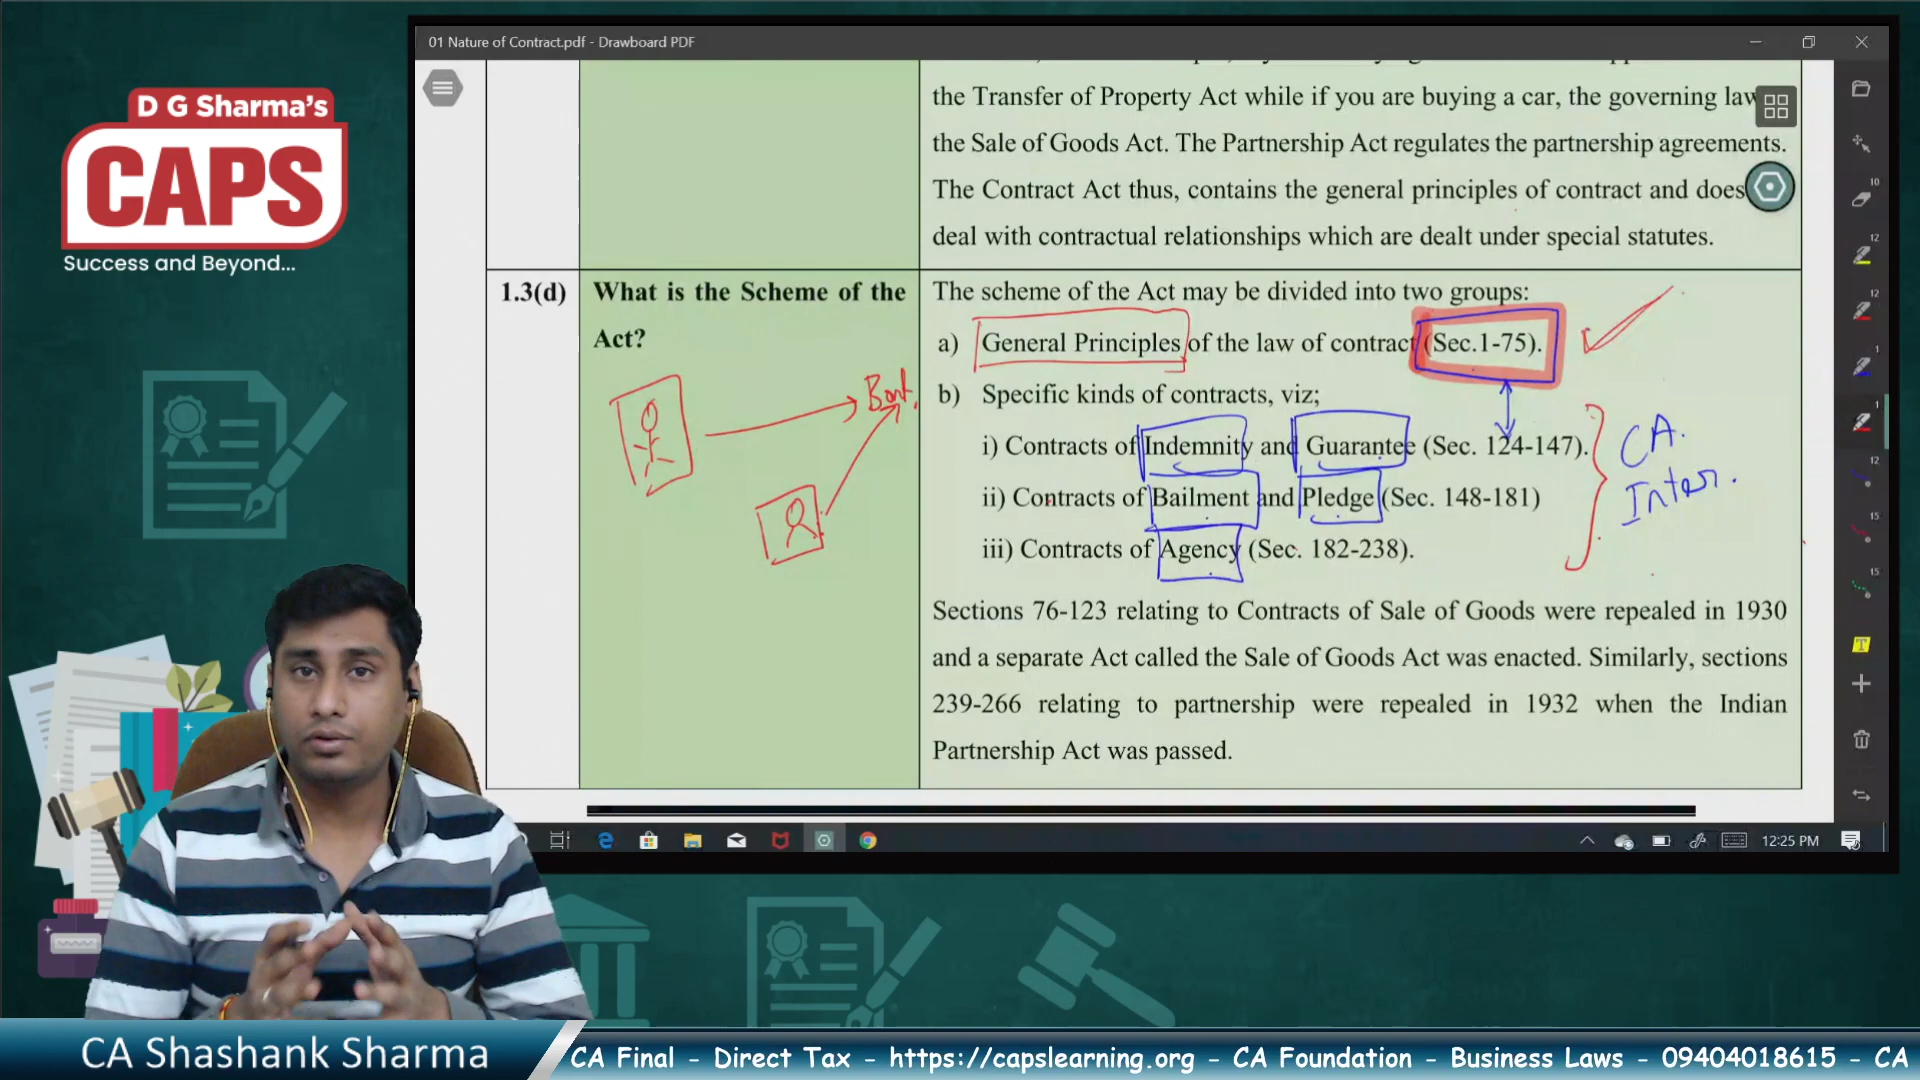 D G Sharma's
CAPS
Success and Beyond...
01 Nature of Contract.pdf - Drawboard PDF
the Transfer of Property Act while if you are buying a car, the governing law
the Sale of Goods Act. The Partnership Act regulates the partnership agreements.
The Contract Act thus, contains the general principles of contract and does
deal with contractual relationships which are dealt under special statutes.
1.3(d)
What is the Scheme of the
Act?
The scheme of the Act may be divided into two groups:
a) General Principles of the law of contract (Sec.1-75).
b) Specific kinds of contracts, viz;
i) Contracts of Indemnity and Guarantee (Sec. 124-147).
ii) Contracts of Bailment and Pledge (Sec. 148-181)
iii) Contracts of Agency (Sec. 182-238).
CA.
Inter.
Sections 76-123 relating to Contracts of Sale of Goods were repealed in 1930
and a separate Act called the Sale of Goods Act was enacted. Similarly, sections
239-266 relating to partnership were repealed in 1932 when the Indian
Partnership Act was passed.
10
12
12
1
1
12
15
15
T
12:25 PM
CA Shashank Sharma
CA Final - Direct Tax - https://capslearning.org - CA Foundation - Business Laws - 09404018615 - CA